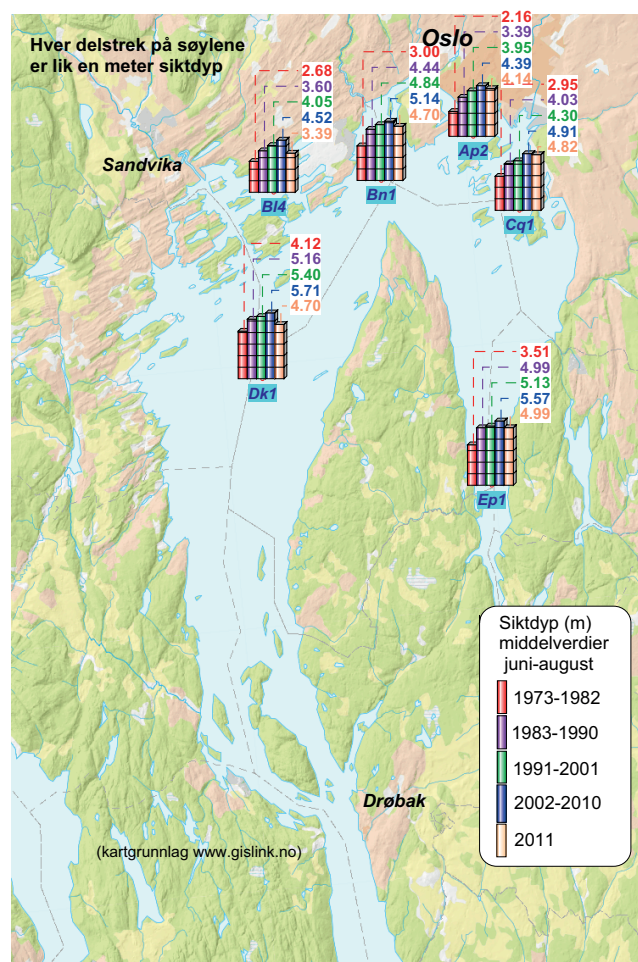 Hver delstrek på søylene
er lik en meter siktdyp
Oslo
2.16
3.39
3.95
4.39
4.14
Ap2
3.00
4.44
4.84
5.14
4.70
Bn1
2.68
3.60
4.05
4.52
3.39
Bl4
2.95
4.03
4.30
4.91
4.82
Cq1
Sandvika
4.12
5.16
5.40
5.71
4.70
Dk1
3.51
4.99
5.13
5.57
4.99
Ep1
Siktdyp (m)
middelverdier
juni-august
1973-1982
1983-1990
1991-2001
2002-2010
2011
Drøbak
(kartgrunnlag www.gislink.no)